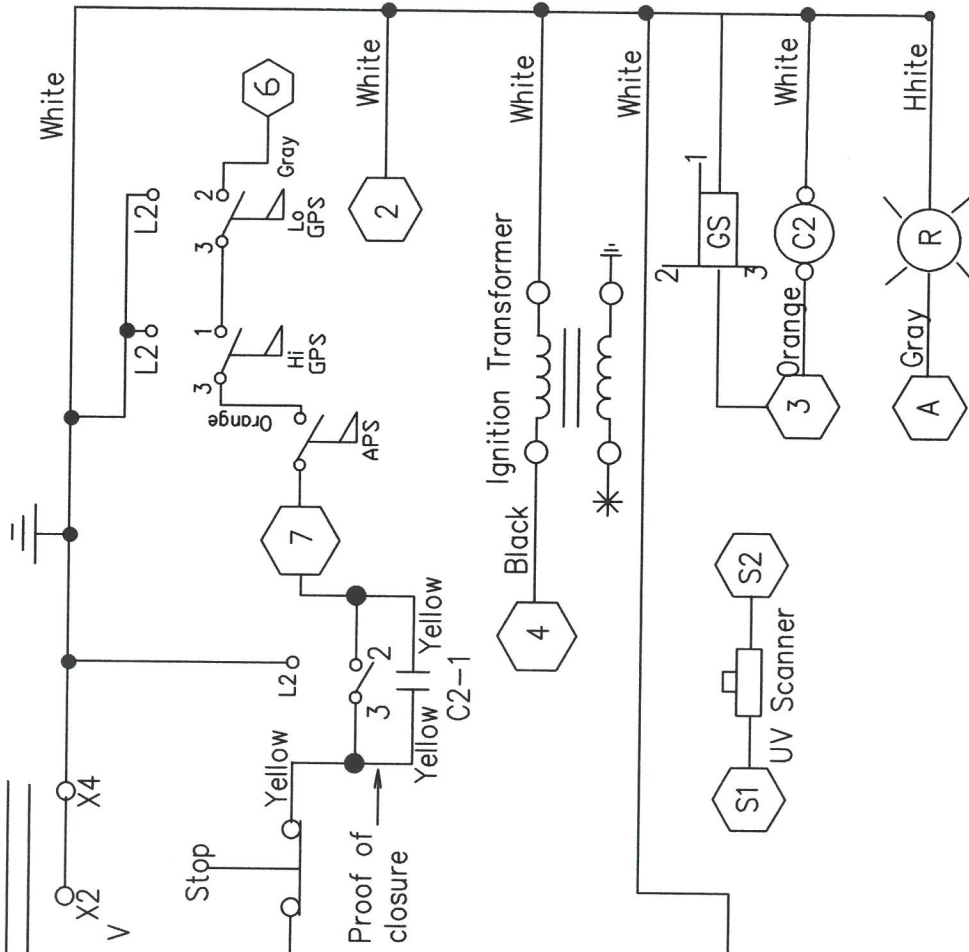 White
X4
X2
V
L2
L2
L2
6
Gray
2
3
Lo
GPS
1
3
Hi
GPS
Orange
APS
7
Stop
Yellow
Yellow
Yellow
2
3
C2-1
Proof of
closure
White
2
White
Ignition Transformer
Black
4
White
1
2
3
GS
White
C2
Orange
3
Hhite
R
Gray
A
S2
S1
UV Scanner